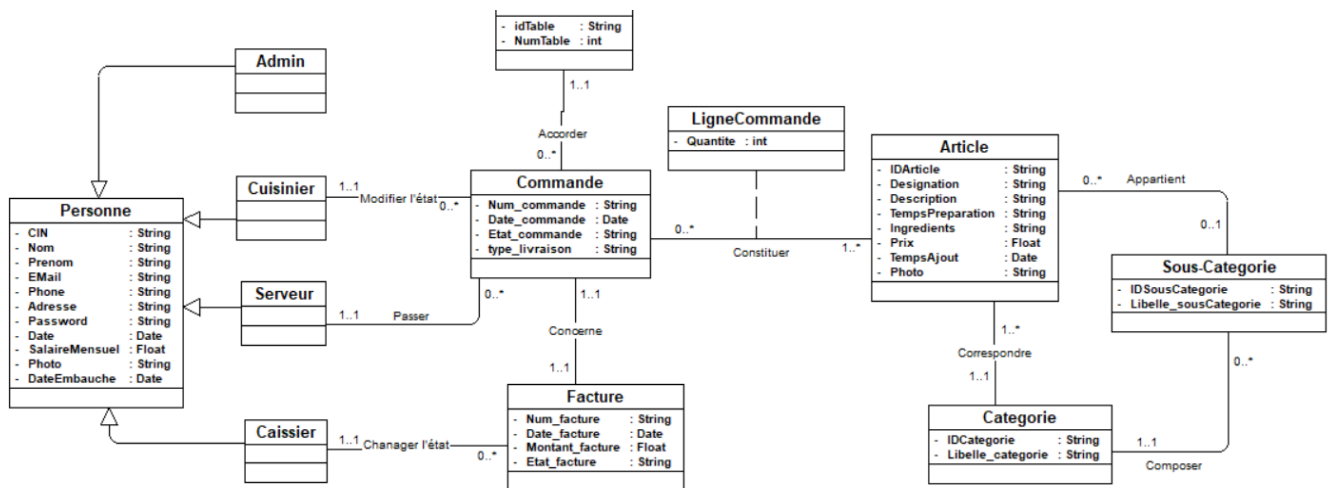 - idTable : String
- NumTable : int
Admin
1..1
Accorder
0..*
LigneCommande
- Quantite : int
Article
- IDArticle : String
- Designation : String
- Description : String
- TempsPreparation : String
- Ingredients : String
- Prix : Float
- TempsAjout : Date
- Photo : String
0..*
Appartient
0..1
Cuisinier
1..1
Modifier l'état
0..*
Commande
- Num_commande : String
- Date_commande : Date
- Etat_commande : String
- type_livraison : String
0..*
Constituer
1..*
Personne
- CIN : String
- Nom : String
- Prenom : String
- EMail : String
- Phone : String
- Adresse : String
- Password : String
- Date : Date
- SalaireMensuel : Float
- Photo : String
- DateEmbauche : Date
Serveur
1..1
Passer
0..*
1..1
Concerne
1..1
Sous-Categorie
- IDSousCategorie : String
- Libelle_sousCategorie : String
1..*
Correspondre
1..1
0..*
Facture
- Num_facture : String
- Date_facture : Date
- Montant_facture : Float
- Etat_facture : String
Caissier
1..1
Chanager l'état
0..*
Categorie
- IDCategorie : String
- Libelle_categorie : String
1..1
Composer